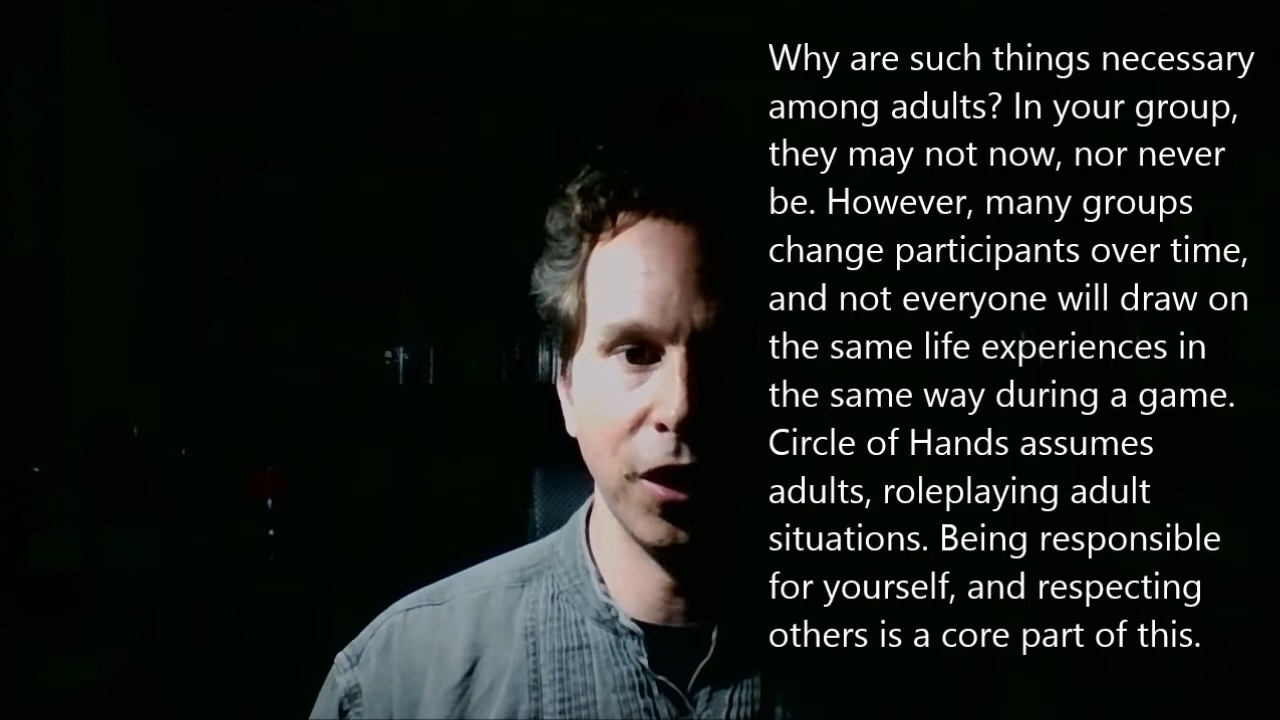 Why are such things necessary
among adults? In your group,
they may not now, nor never
be. However, many groups
change participants over time,
and not everyone will draw on
the same life experiences in
the same way during a game.
Circle of Hands assumes
adults, roleplaying adult
situations. Being responsible
for yourself, and respecting
others is a core part of this.